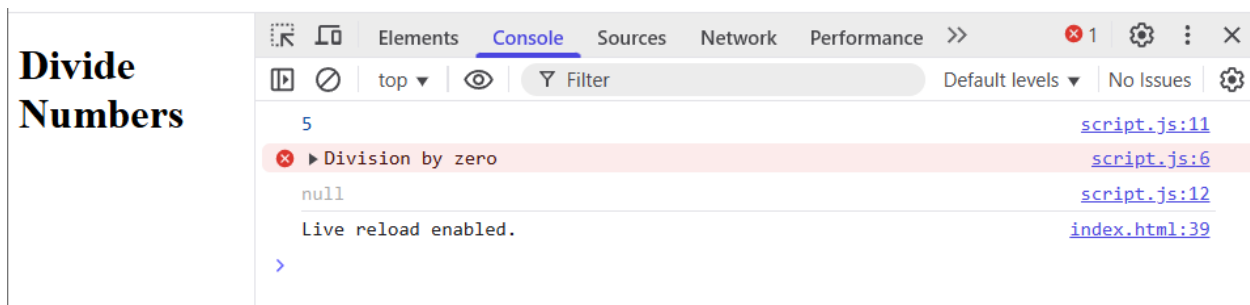 Divide
Numbers
Elements Console Sources Network Performance 1
top Filter Default levels No Issues
5 script.js:11
Division by zero script.js:6
null script.js:12
Live reload enabled. index.html:39